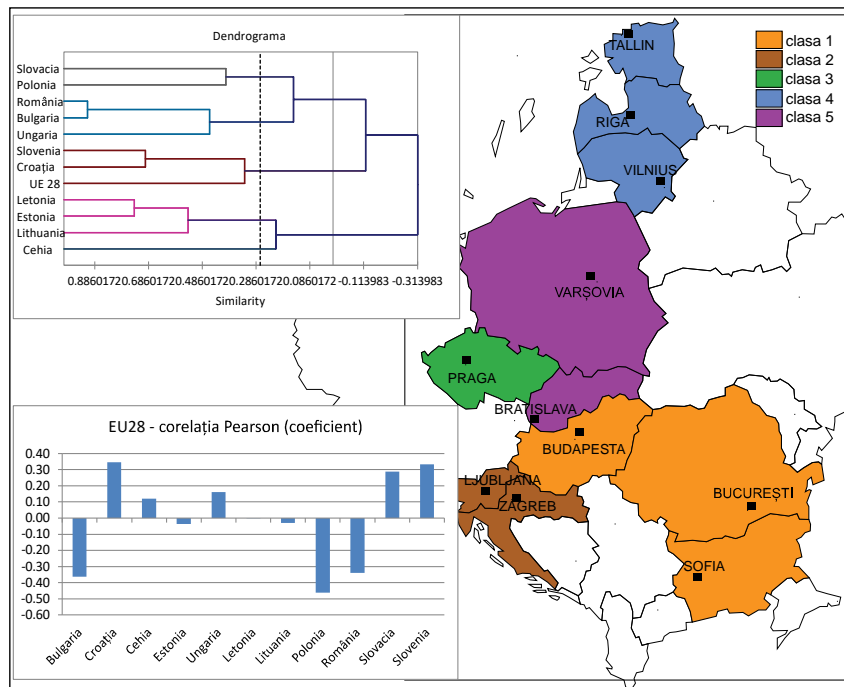 Dendrograma
Slovacia
Polonia
România
Bulgaria
Ungaria
Slovenia
Croația
UE 28
Letonia
Estonia
Lithuania
Cehia
0.88601720.68601720.48601720.28601720.0860172 -0.113983 -0.313983
Similarity
EU28 - corelația Pearson (coeficient)
0.40
0.30
0.20
0.10
0.00
-0.10
-0.20
-0.30
-0.40
-0.50
-0.60
Bulgaria
Croația
Cehia
Estonia
Ungaria
Letonia
Lituania
Polonia
România
Slovacia
Slovenia
clasa 1
clasa 2
clasa 3
clasa 4
clasa 5
TALLIN
RIGA
VILNIUS
VARȘOVIA
PRAGA
BRATISLAVA
BUDAPESTA
LJUBLJANA
ZAGREB
BUCUREȘTI
SOFIA